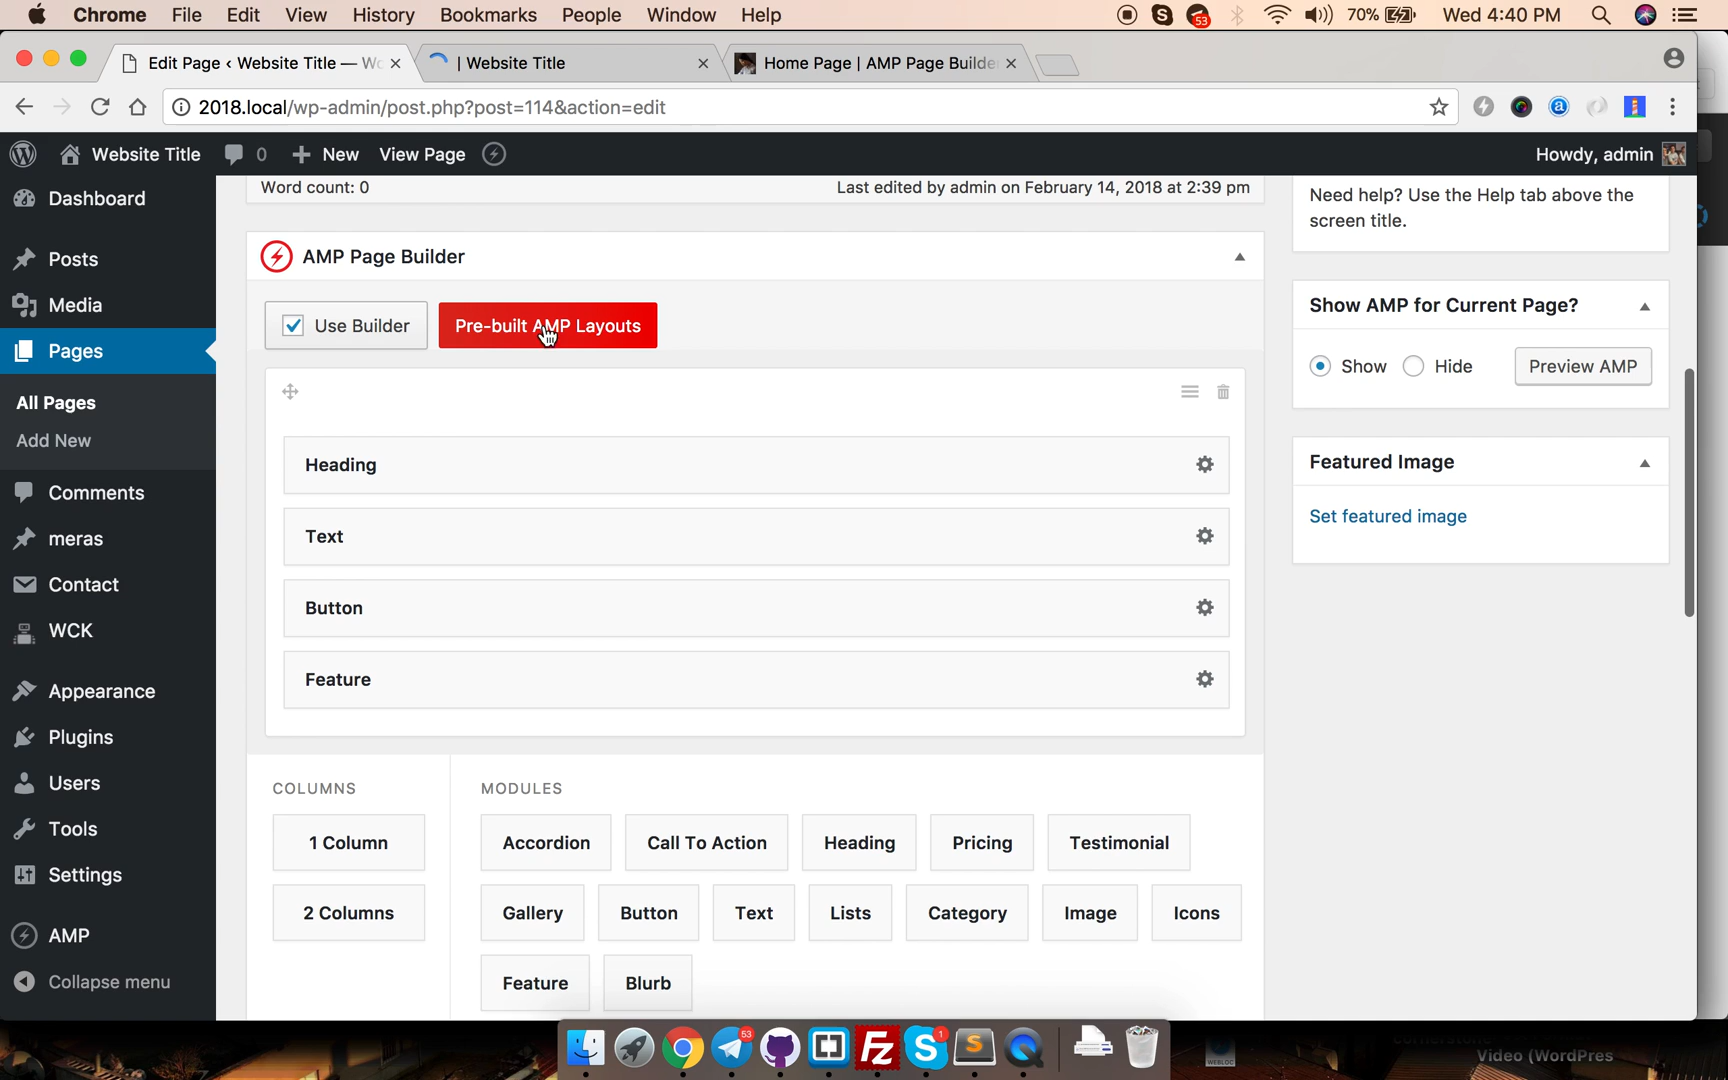 Chrome File Edit View History Bookmarks People Window Help 53 70% Wed 4:40 PM
Edit Page ‹ Website Title — Wo | Website Title Home Page | AMP Page Builde
2018.local/wp-admin/post.php?post=114&action=edit
Website Title 0 New View Page Howdy, admin
Dashboard
Posts
Media
Pages
All Pages
Add New
Comments
meras
Contact
WCK
Appearance
Plugins
Users
Tools
Settings
AMP
Collapse menu
Word count: 0 Last edited by admin on February 14, 2018 at 2:39 pm
AMP Page Builder
Use Builder Pre-built AMP Layouts
Heading
Text
Button
Feature
COLUMNS
1 Column
2 Columns
MODULES
Accordion Call To Action Heading Pricing Testimonial
Gallery Button Text Lists Category Image Icons
Feature Blurb
Need help? Use the Help tab above the
screen title.
Show AMP for Current Page?
Show Hide Preview AMP
Featured Image
Set featured image
53 1
WEBLOC
Video (WordPres